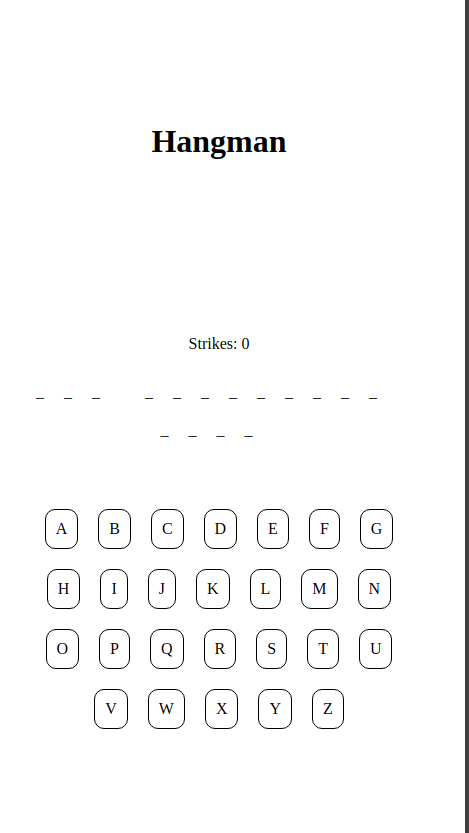 Hangman
Strikes: 0
_ _ _   _ _ _ _ _ _ _ _ _
_ _ _ _
A B C D E F G
H I J K L M N
O P Q R S T U
V W X Y Z